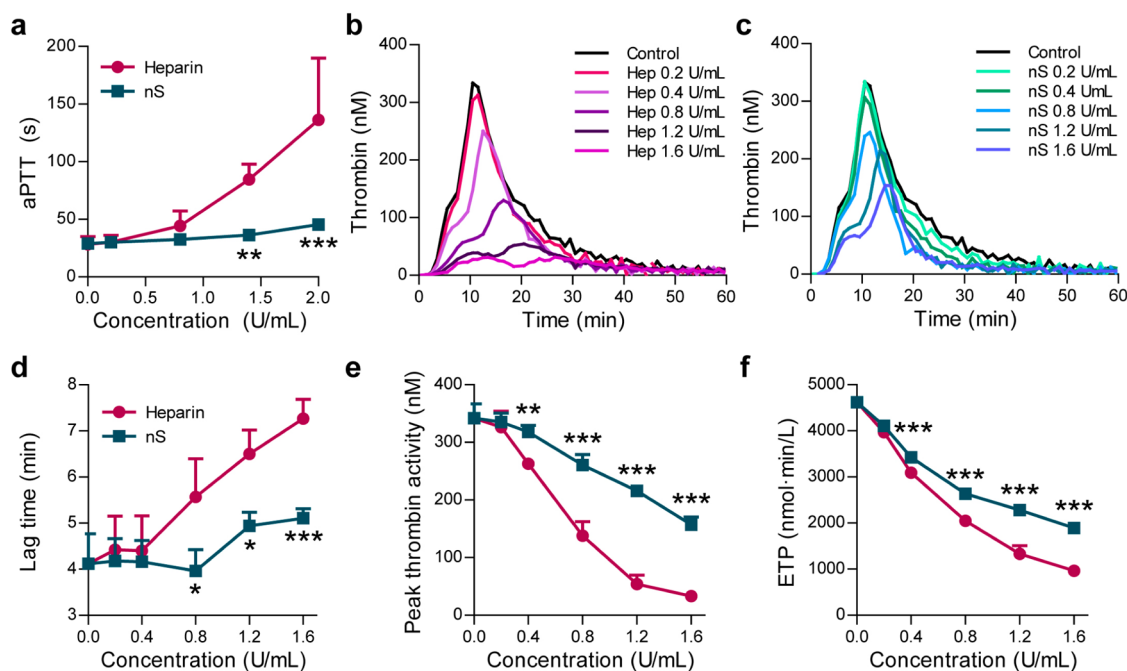 a
200
150
100
50
0
aPTT (s)
Heparin
nS
**
***
0.0 0.5 1.0 1.5 2.0
Concentration (U/mL)
b
400
300
200
100
0
Thrombin (nM)
Control
Hep 0.2 U/mL
Hep 0.4 U/mL
Hep 0.8 U/mL
Hep 1.2 U/mL
Hep 1.6 U/mL
0 10 20 30 40 50 60
Time (min)
c
400
300
200
100
0
Thrombin (nM)
Control
nS 0.2 U/mL
nS 0.4 UmL
nS 0.8 U/mL
nS 1.2 U/mL
nS 1.6 U/mL
0 10 20 30 40 50 60
Time (min)
d
8
7
6
5
4
3
Lag time (min)
Heparin
nS
*
*
***
0.0 0.4 0.8 1.2 1.6
Concentration (U/mL)
e
400
300
200
100
0
Peak thrombin activity (nM)
**
***
***
***
0.0 0.4 0.8 1.2 1.6
Concentration (U/mL)
f
5000
4000
3000
2000
1000
0
ETP (nmol·min/L)
***
***
***
***
0.0 0.4 0.8 1.2 1.6
Concentration (U/mL)